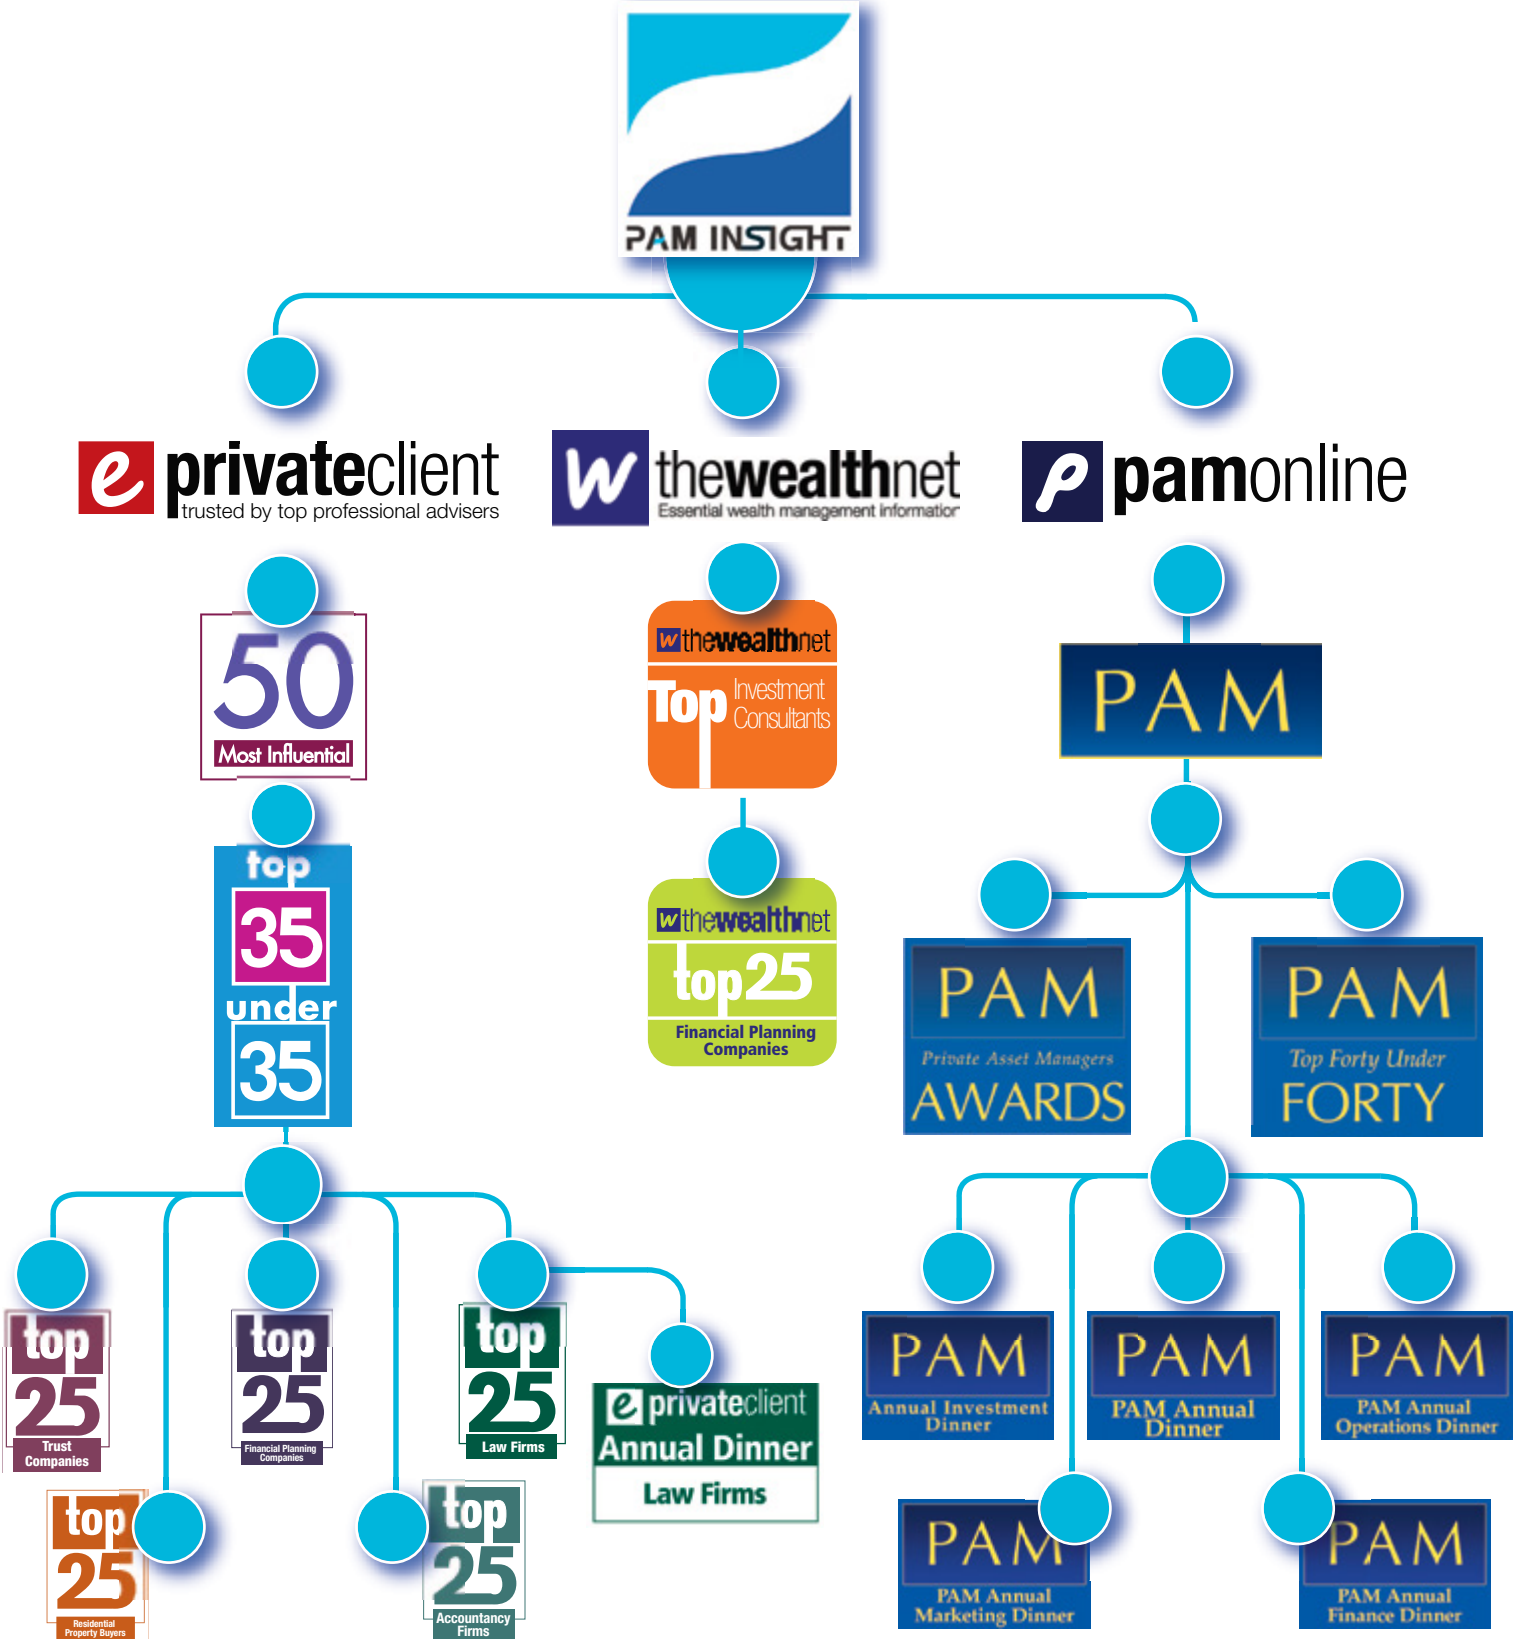 PAM INSIGHT
e privateclient
trusted by top professional advisers
w thewealthnet
Essential wealth management information
p pamonline
50
Most Influential
w thewealthnet
Top Investment
Consultants
PAM
top
35
under
35
w thewealthnet
top25
Financial Planning
Companies
PAM
Private Asset Managers
AWARDS
PAM
Top Forty Under
FORTY
top
25
Trust
Companies
top
25
Financial Planning
Companies
top
25
Law Firms
e privateclient
Annual Dinner
Law Firms
PAM
Annual Investment
Dinner
PAM
PAM Annual
Dinner
PAM
PAM Annual
Operations Dinner
top
25
Residential
Property Buyers
top
25
Accountancy
Firms
PAM
PAM Annual
Marketing Dinner
PAM
PAM Annual
Finance Dinner